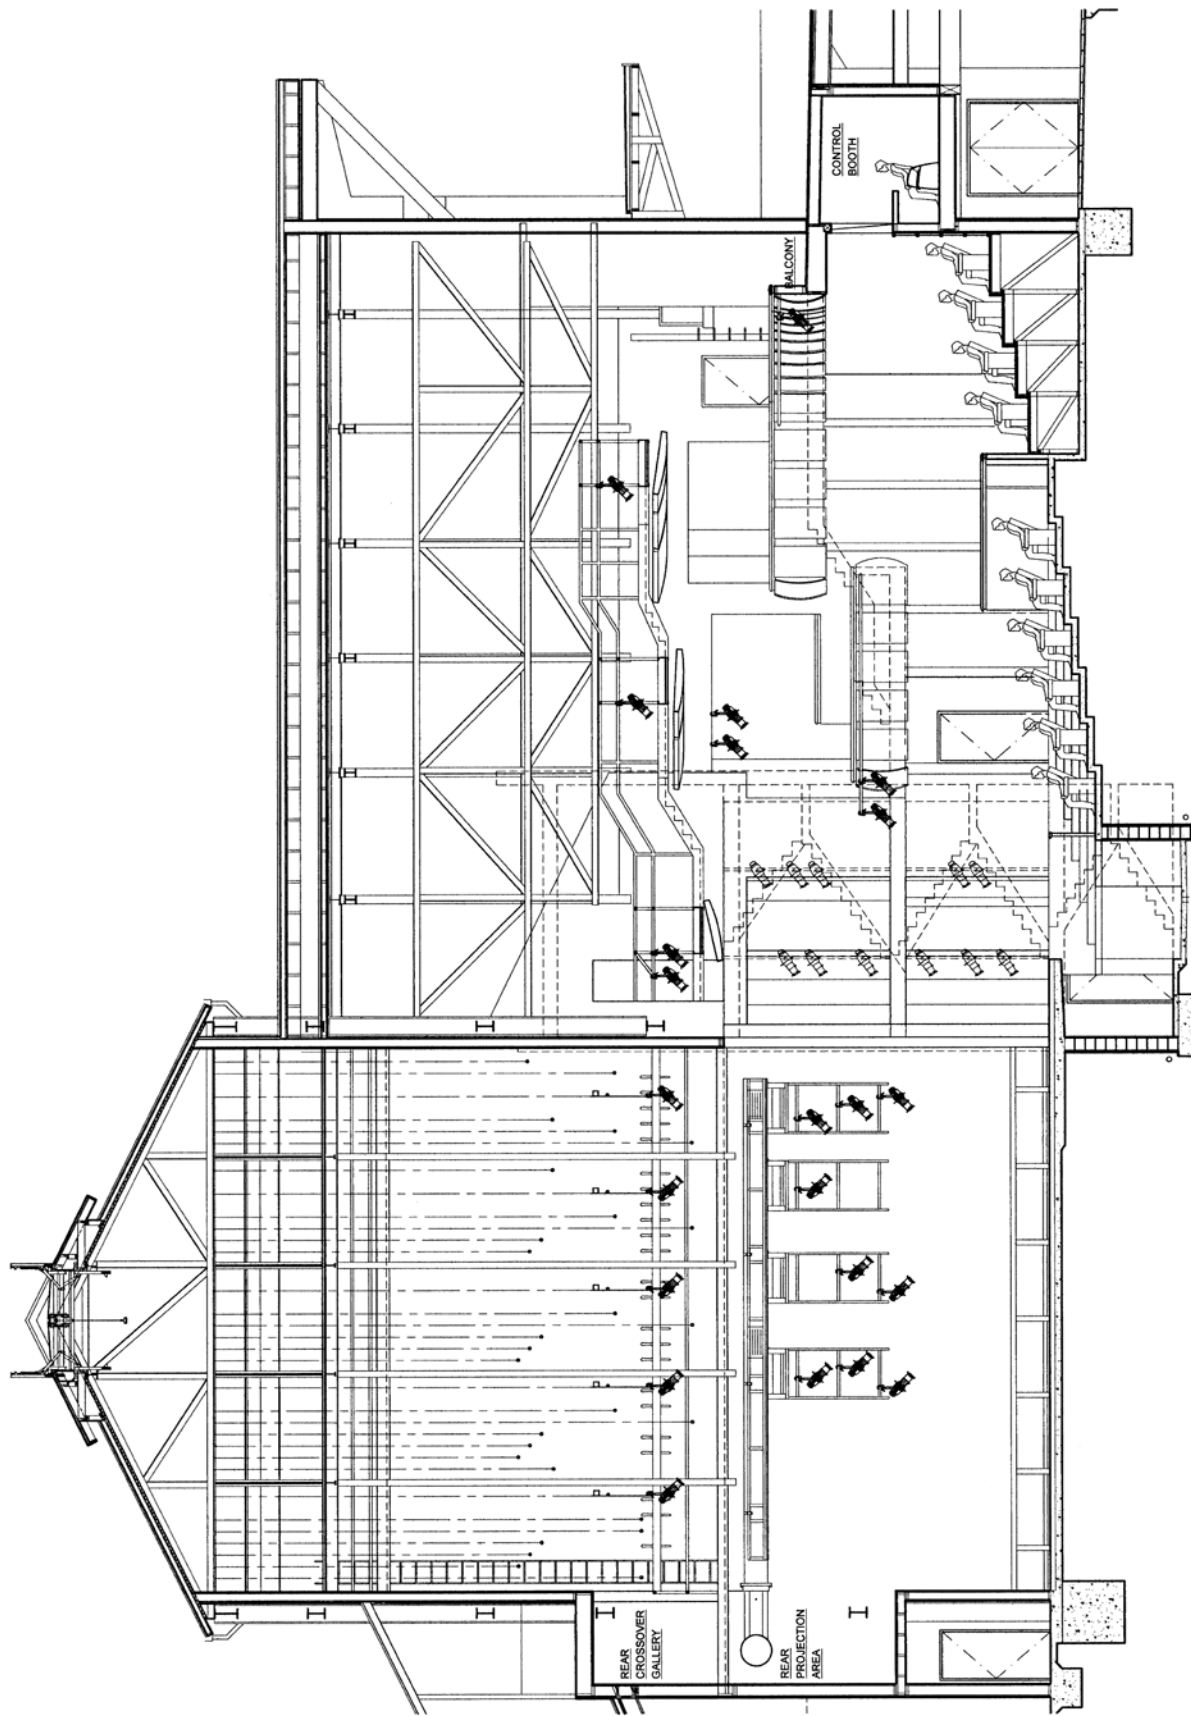 CONTROL
BOOTH
BALCONY
REAR
CROSSOVER
GALLERY
REAR
PROJECTION
AREA